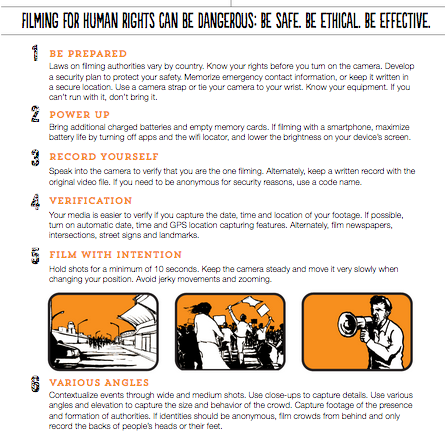 FILMING FOR HUMAN RIGHTS CAN BE DANGEROUS: BE SAFE. BE ETHICAL. BE EFFECTIVE.
1 BE PREPARED
Laws on filming authorities vary by country. Know your rights before you turn on the camera. Develop
a security plan to protect your safety. Memorize emergency contact information, or keep it written in
a secure location. Use a camera strap or tie your camera to your wrist. Know your equipment. If you
can't run with it, don't bring it.
2 POWER UP
Bring additional charged batteries and empty memory cards. If filming with a smartphone, maximize
battery life by turning off apps and the wifi locator, and lower the brightness on your device's screen.
3 RECORD YOURSELF
Speak into the camera to verify that you are the one filming. Alternately, keep a written record with the
original video file. If you need to be anonymous for security reasons, use a code name.
4 VERIFICATION
Your media is easier to verify if you capture the date, time and location of your footage. If possible,
turn on automatic date, time and GPS location capturing features. Alternately, film newspapers,
intersections, street signs and landmarks.
5 FILM WITH INTENTION
Hold shots for a minimum of 10 seconds. Keep the camera steady and move it very slowly when
changing your position. Avoid jerky movements and zooming.
6 VARIOUS ANGLES
Contextualize events through wide and medium shots. Use close-ups to capture details. Use various
angles and elevation to capture the size and behavior of the crowd. Capture footage of the presence
and formation of authorities. If identities should be anonymous, film crowds from behind and only
record the backs of people's heads or their feet.